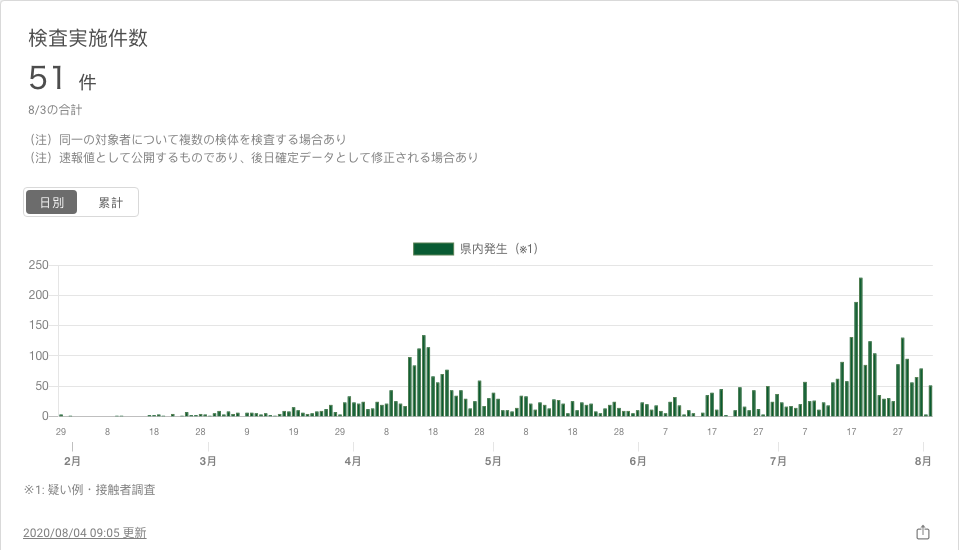 検査実施件数
51 件
8/3の合計
（注）同一の対象者について複数の検体を検査する場合あり
（注）速報値として公開するものであり、後日確定データとして修正される場合あり
日別 累計
県内発生（※1）
250
200
150
100
50
0
29 8 18 28 9 19 29 8 18 28 8 18 28 7 17 27 7 17 27
2月 3月 4月 5月 6月 7月 8月
※1: 疑い例・接触者調査
2020/08/04 09:05 更新